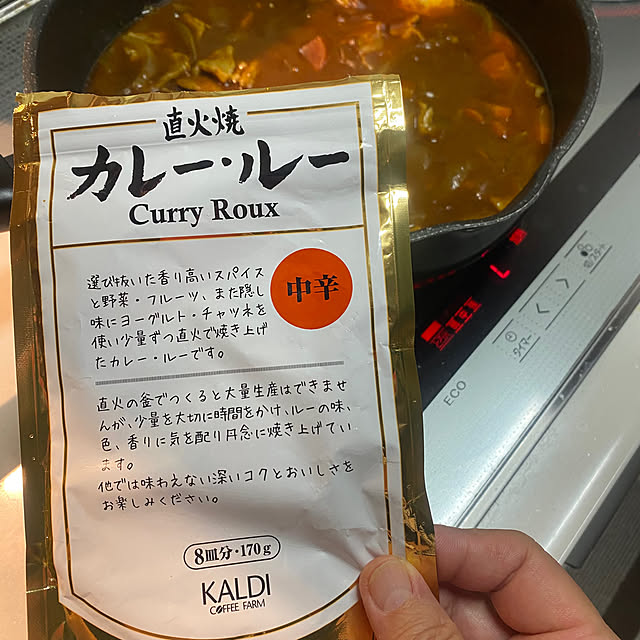 直火焼
カレー・ルー
Curry Roux
中辛
選び抜いた香り高いスパイス
と野菜・フルーツ、また隠し
味にヨーグルト・チャツネを
使い少量ずつ直火で焼き上げ
たカレー・ルーです。
直火の釜でつくると大量生産はできませ
んが、少量を大切に時間をかけ、ルーの味、
色、香りに気を配り丹念に焼き上げてい
ます。
他では味わえない深いコクとおいしさを
お楽しみください。
8皿分・170g
KALDI
COFFEE FARM
ECO
タイマー